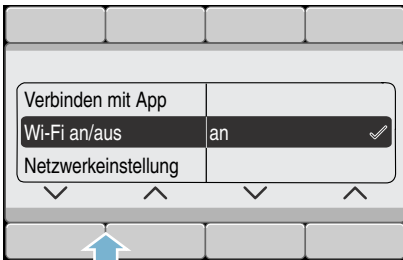 Verbinden mit App
Wi-Fi an/aus an
Netzwerkeinstellung